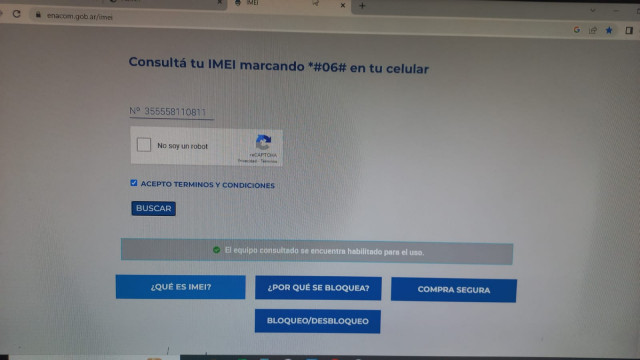 IMEI
enacom.gob.ar/imei
Consultá tu IMEI marcando *#06# en tu celular
Nº 355558110811
No soy un robot
reCAPTCHA
Privacidad - Términos
ACEPTO TERMINOS Y CONDICIONES
BUSCAR
El equipo consultado se encuentra habilitado para el uso.
¿QUÉ ES IMEI?
¿POR QUÉ SE BLOQUEA?
COMPRA SEGURA
BLOQUEO/DESBLOQUEO